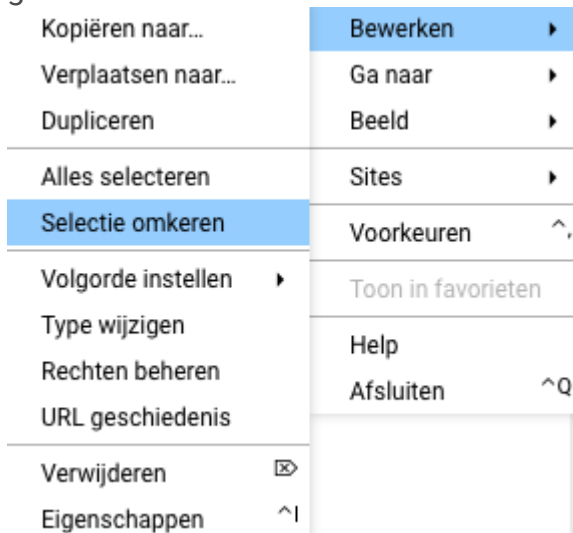 Kopiëren naar...
Verplaatsen naar...
Dupliceren
Alles selecteren
Selectie omkeren
Volgorde instellen
Type wijzigen
Rechten beheren
URL geschiedenis
Verwijderen ⌦
Eigenschappen ^I
Bewerken
Ga naar
Beeld
Sites
Voorkeuren ^,
Toon in favorieten
Help
Afsluiten ^Q